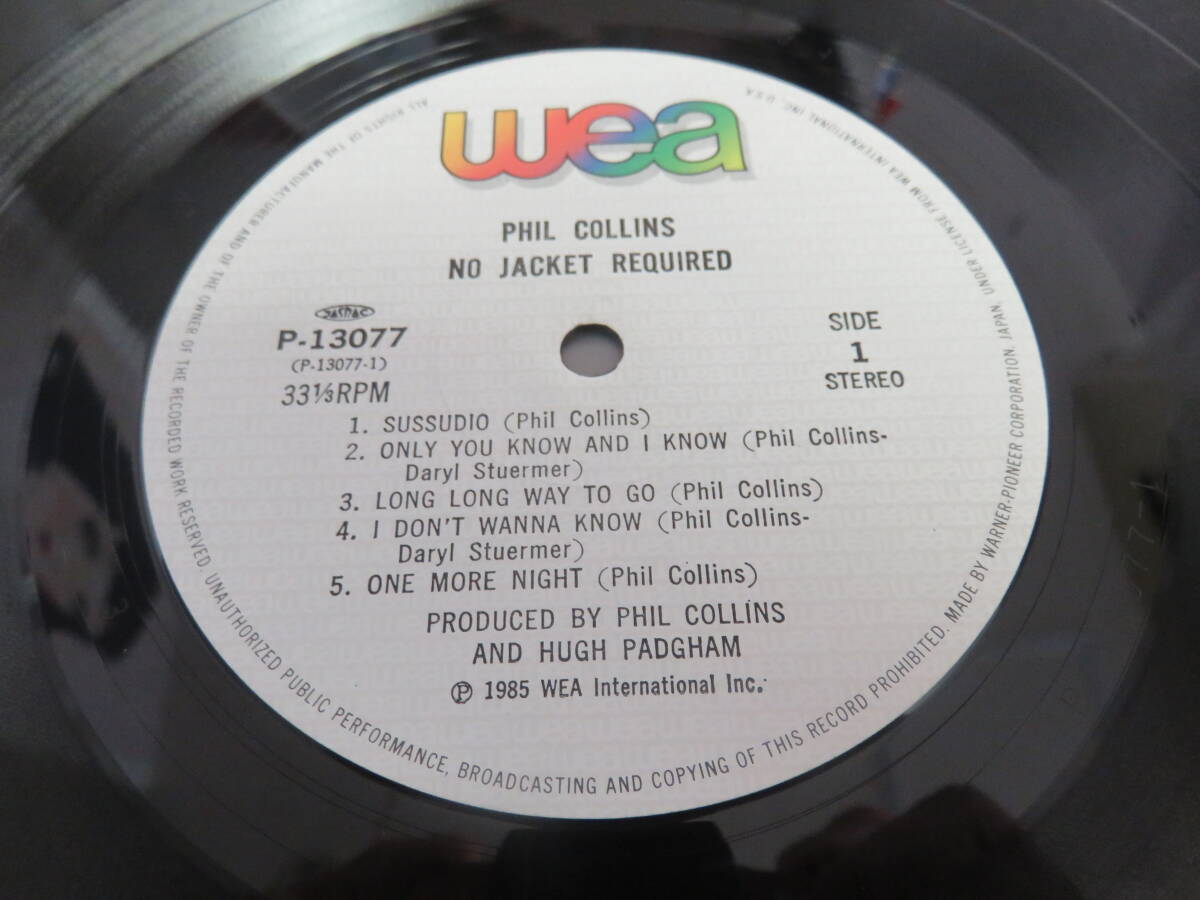 wea
PHIL COLLINS
NO JACKET REQUIRED
JASRAC
P-13077
(P-13077-1)
33⅓RPM
SIDE
1
STEREO
1. SUSSUDIO (Phil Collins)
2. ONLY YOU KNOW AND I KNOW (Phil Collins-
Daryl Stuermer)
3. LONG LONG WAY TO GO (Phil Collins)
4. I DON'T WANNA KNOW (Phil Collins-
Daryl Stuermer)
5. ONE MORE NIGHT (Phil Collins)
PRODUCED BY PHIL COLLINS
AND HUGH PADGHAM
Ⓟ 1985 WEA International Inc.
ALL RIGHTS OF THE MANUFACTURER AND OF THE OWNER OF THE RECORDED WORK RESERVED. UNAUTHORIZED PUBLIC PERFORMANCE, BROADCASTING AND COPYING OF THIS RECORD PROHIBITED. MADE BY WARNER-PIONEER CORPORATION, JAPAN. UNDER LICENSE FROM WEA INTERNATIONAL INC., U.S.A.